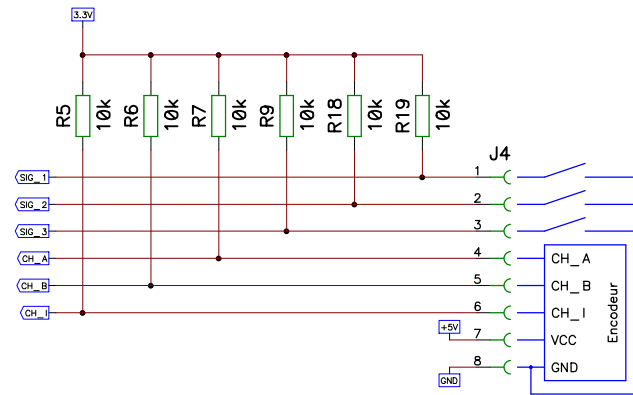 3.3V
R5 10k R6 10k R7 10k R9 10k R18 10k R19 10k
J4
SIG_1 1
SIG_2 2
SIG_3 3
CH_A 4 CH_A
CH_B 5 CH_B
CH_I 6 CH_I
+5V 7 VCC
GND 8 GND
Encodeur